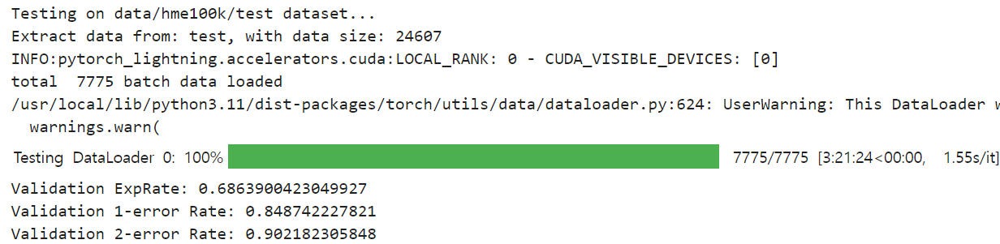 Testing on data/hme100k/test dataset...
Extract data from: test, with data size: 24607
INFO:pytorch_lightning.accelerators.cuda:LOCAL_RANK: 0 - CUDA_VISIBLE_DEVICES: [0]
total  7775 batch data loaded
/usr/local/lib/python3.11/dist-packages/torch/utils/data/dataloader.py:624: UserWarning: This DataLoader
  warnings.warn(
Testing DataLoader 0: 100% 7775/7775 [3:21:24<00:00, 1.55s/it]
Validation ExpRate: 0.6863900423049927
Validation 1-error Rate: 0.848742227821
Validation 2-error Rate: 0.902182305848